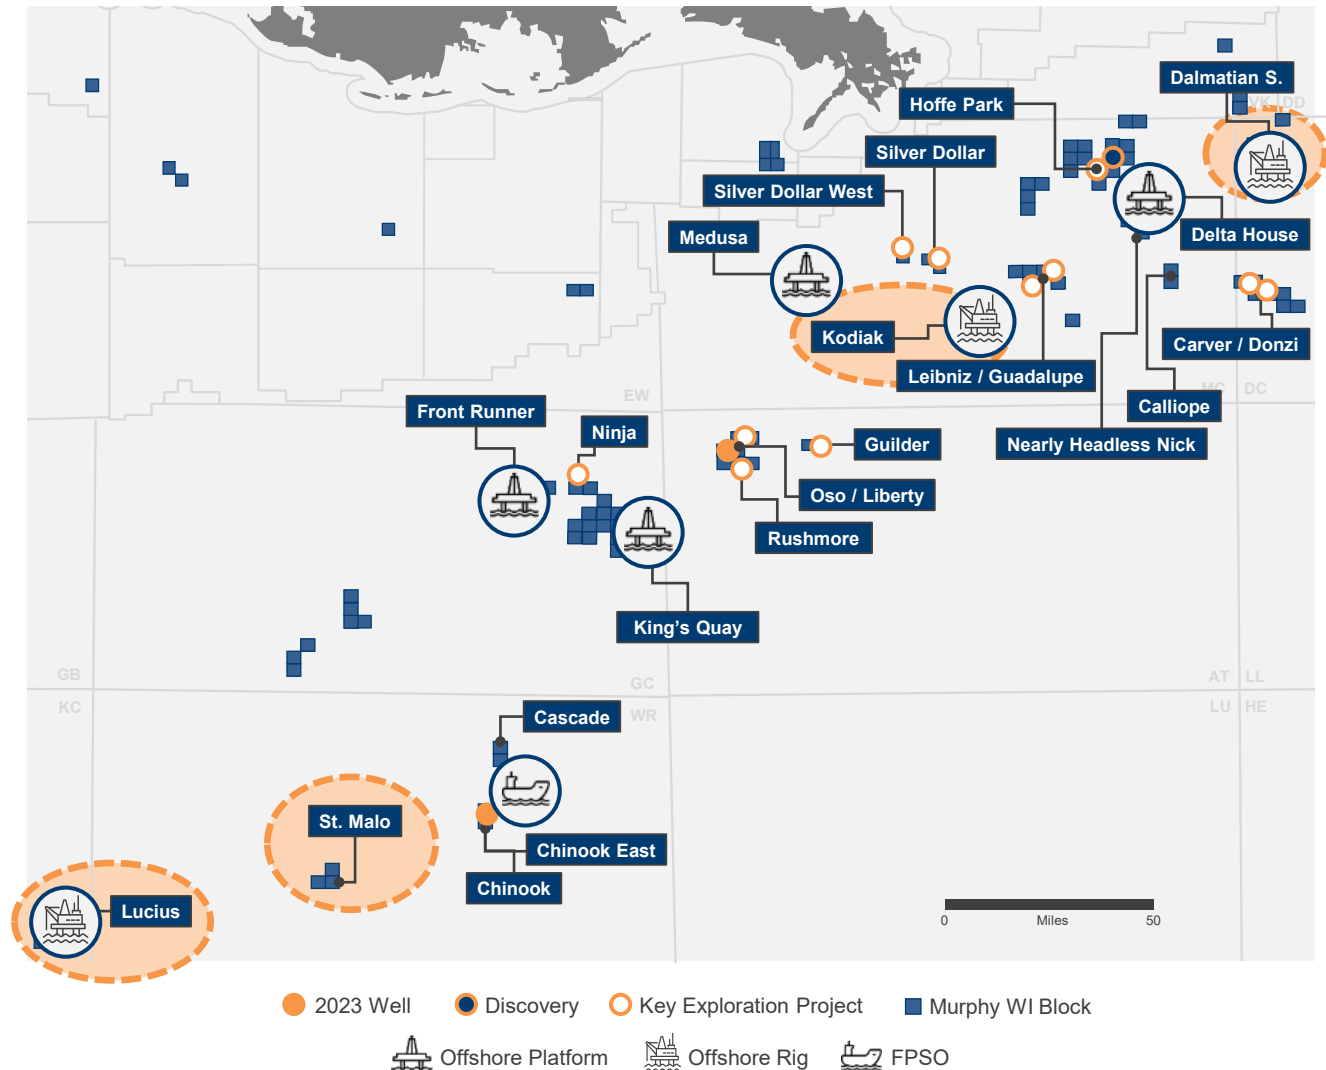 Dalmatian S.
Hoffe Park
VK
DD
Silver Dollar
Silver Dollar West
Medusa
Delta House
Kodiak
Carver / Donzi
Leibniz / Guadalupe
EW
MC
DC
Front Runner
Calliope
Ninja
Guilder
Nearly Headless Nick
Oso / Liberty
Rushmore
King's Quay
GB
GC
AT
LL
KC
WR
LU
HE
Cascade
St. Malo
Chinook East
Chinook
Lucius
0 Miles 50
2023 Well
Discovery
Key Exploration Project
Murphy WI Block
Offshore Platform
Offshore Rig
FPSO